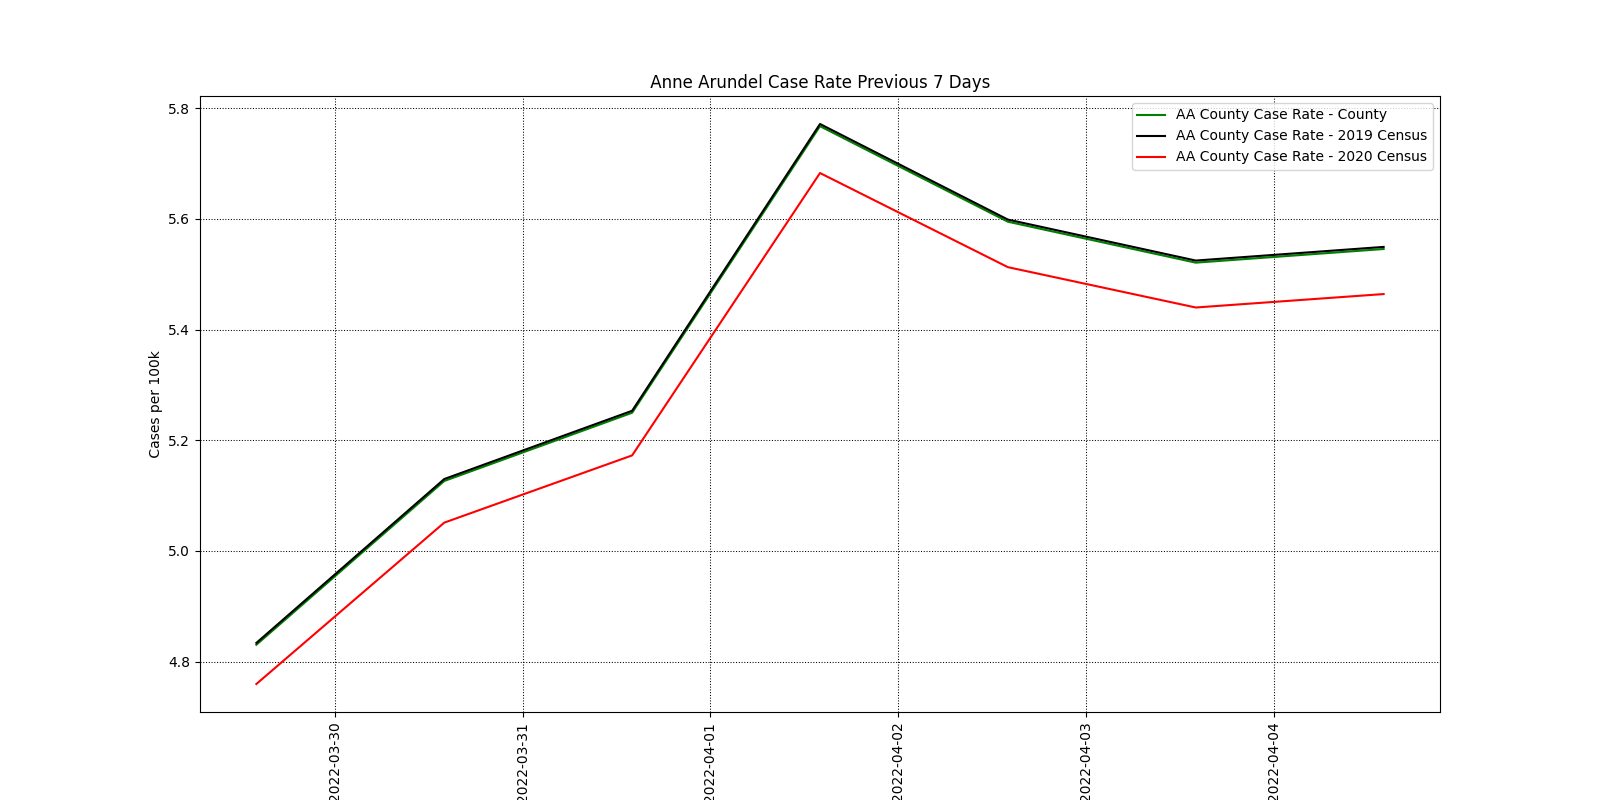 Anne Arundel Case Rate Previous 7 Days
AA County Case Rate - County
AA County Case Rate - 2019 Census
AA County Case Rate - 2020 Census
Cases per 100k
5.8
5.6
5.4
5.2
5.0
4.8
2022-03-30
2022-03-31
2022-04-01
2022-04-02
2022-04-03
2022-04-04